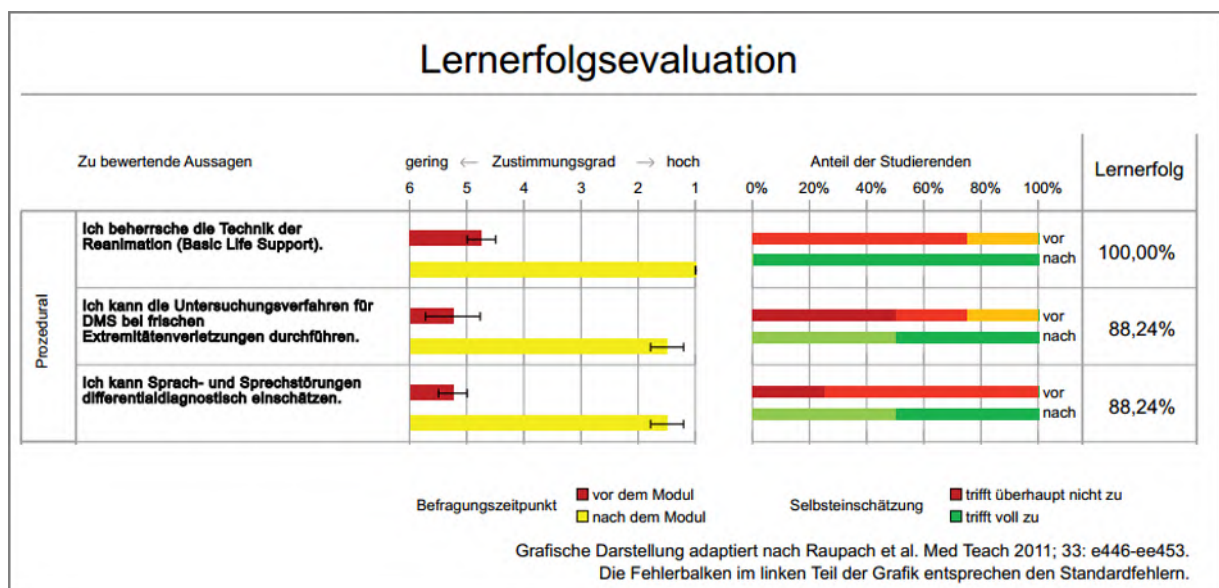 Lernerfolgsevaluation
Zu bewertende Aussagen
gering ← Zustimmungsgrad → hoch
6 5 4 3 2 1
Anteil der Studierenden
0% 20% 40% 60% 80% 100%
Lernerfolg
Prozedural
Ich beherrsche die Technik der
Reanimation (Basic Life Support).
vor
nach
100,00%
Ich kann die Untersuchungsverfahren für
DMS bei frischen
Extremitätenverletzungen durchführen.
vor
nach
88,24%
Ich kann Sprach- und Sprechstörungen
differentialdiagnostisch einschätzen.
vor
nach
88,24%
Befragungszeitpunkt
vor dem Modul
nach dem Modul
Selbsteinschätzung
trifft überhaupt nicht zu
trifft voll zu
Grafische Darstellung adaptiert nach Raupach et al. Med Teach 2011; 33: e446-ee453.
Die Fehlerbalken im linken Teil der Grafik entsprechen den Standardfehlern.